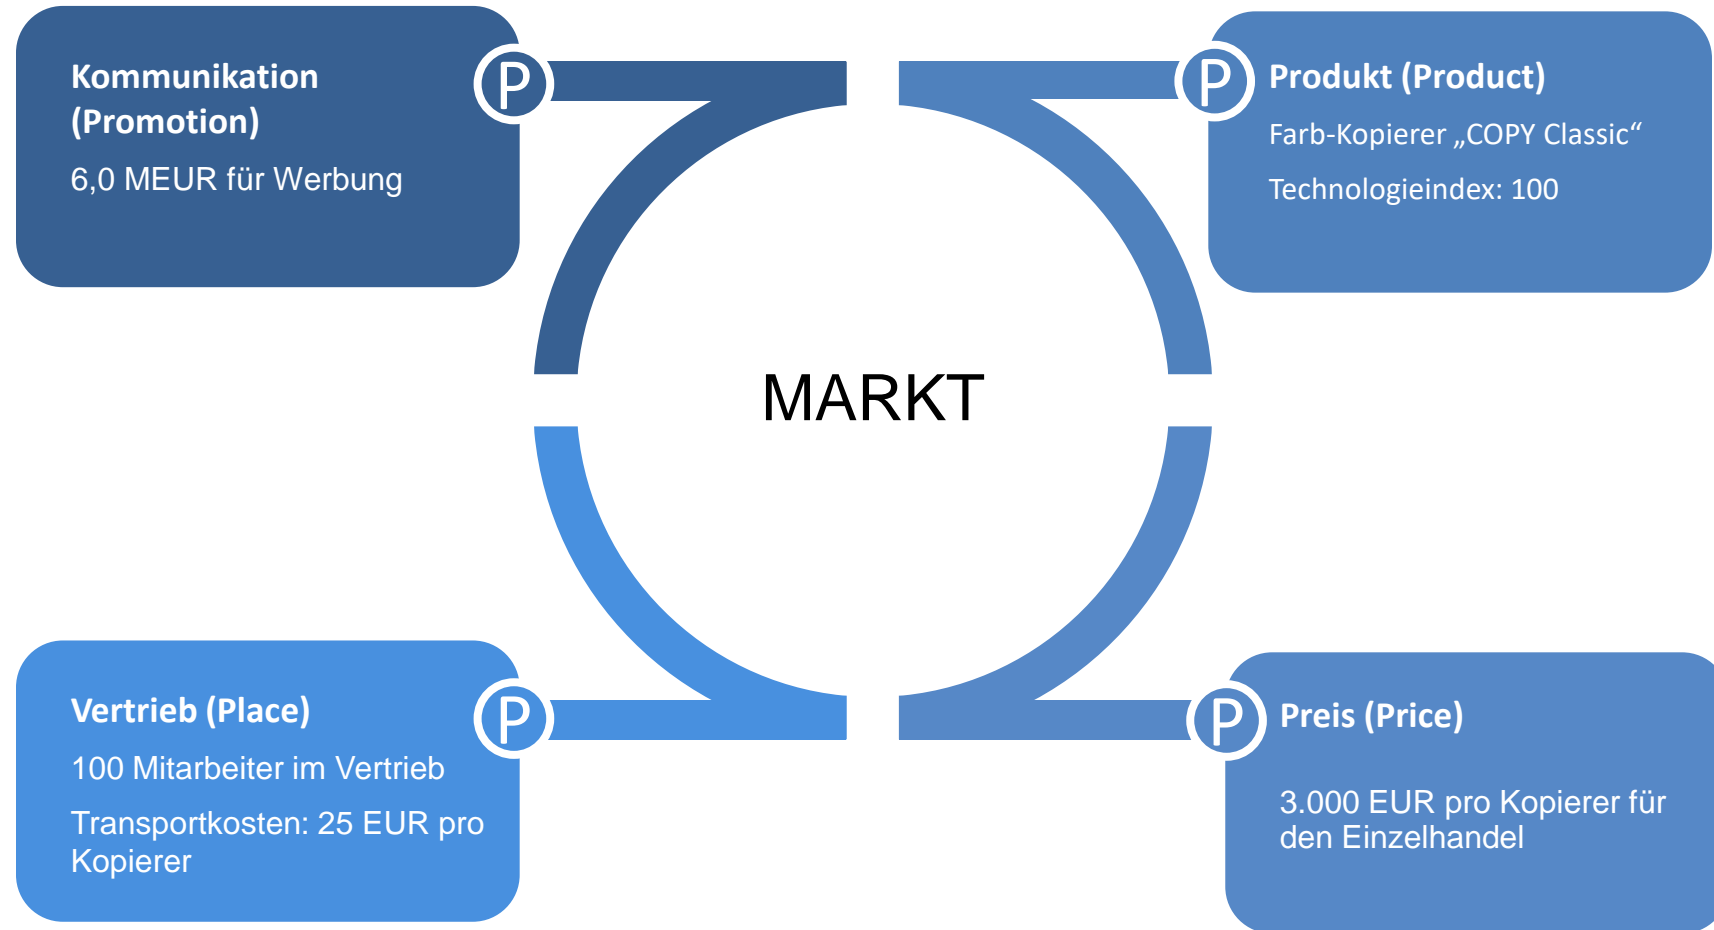 Kommunikation
(Promotion)
6,0 MEUR für Werbung
P
P
Produkt (Product)
Farb-Kopierer „COPY Classic“
Technologieindex: 100
MARKT
Vertrieb (Place)
100 Mitarbeiter im Vertrieb
Transportkosten: 25 EUR pro
Kopierer
P
P
Preis (Price)
3.000 EUR pro Kopierer für
den Einzelhandel